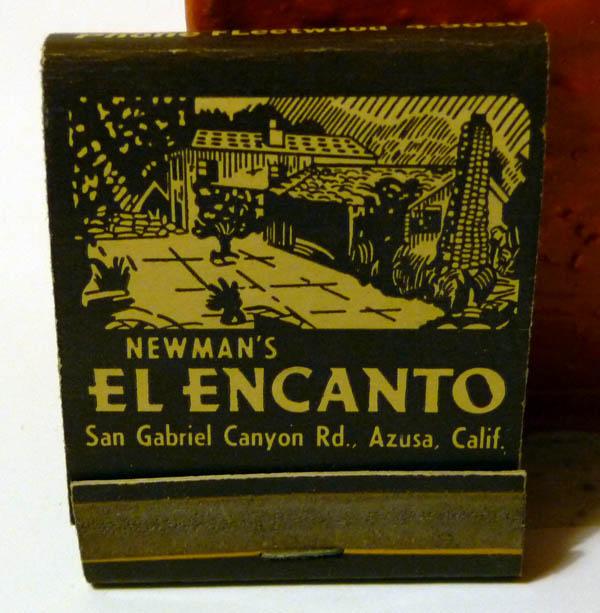 Phone FLeetwood
NEWMAN'S
EL ENCANTO
San Gabriel Canyon Rd., Azusa, Calif.